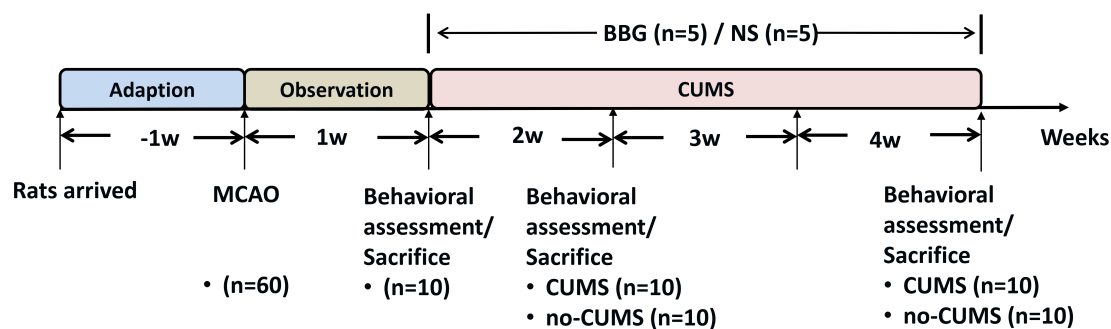 BBG (n=5) / NS (n=5)
Adaption
Observation
CUMS
-1w
1w
2w
3w
4w
Weeks
Rats arrived
MCAO
• (n=60)
Behavioral
assessment/
Sacrifice
• (n=10)
Behavioral
assessment/
Sacrifice
• CUMS (n=10)
• no-CUMS (n=10)
Behavioral
assessment/
Sacrifice
• CUMS (n=10)
• no-CUMS (n=10)